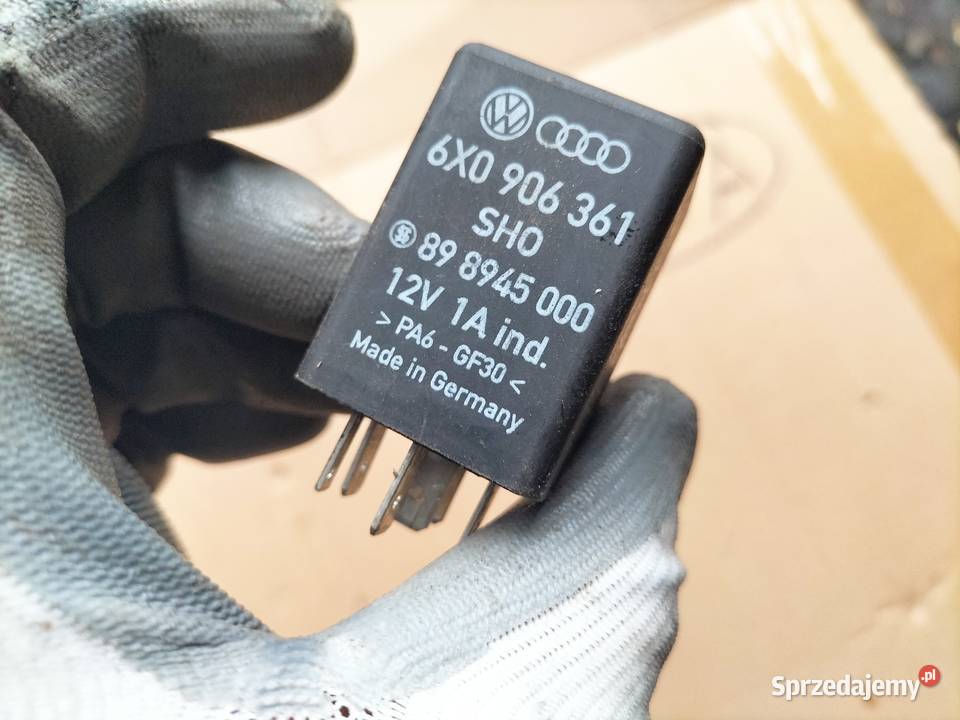 6X0 906 361
SHO
89 8945 000
12V 1A ind.
> PA6 - GF30 <
Made in Germany
Sprzedajemy.pl